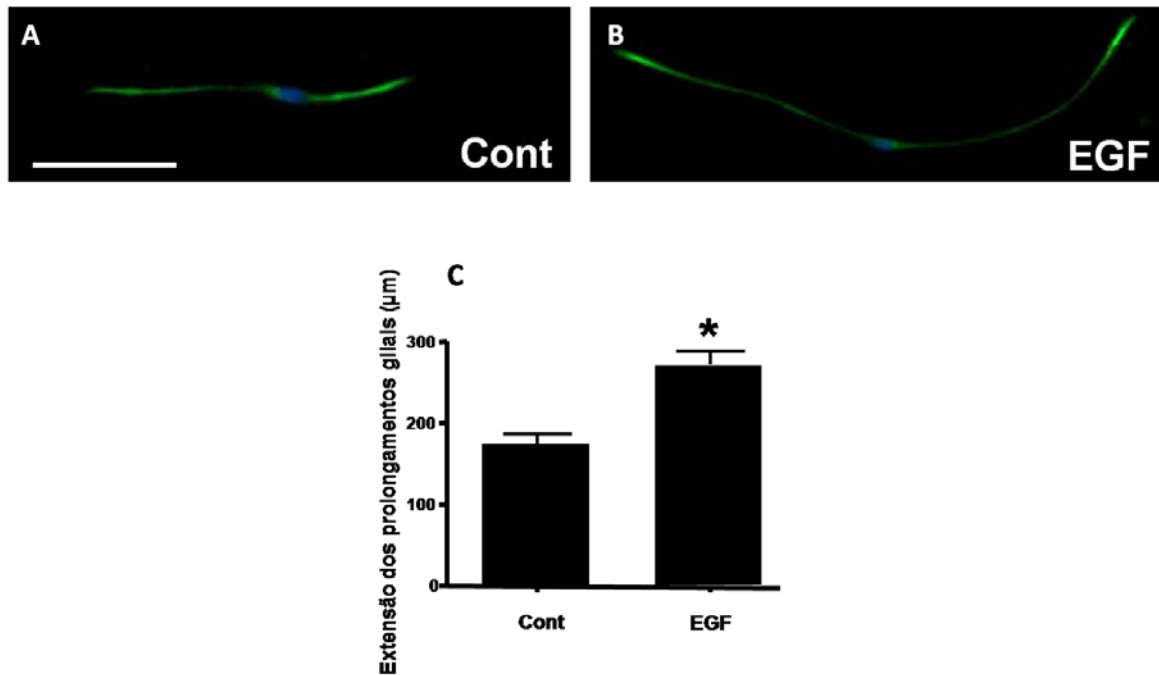 A
Cont
B
EGF
C
Extensão dos prolongamentos gliais (µm)
*
300
200
100
0
Cont
EGF